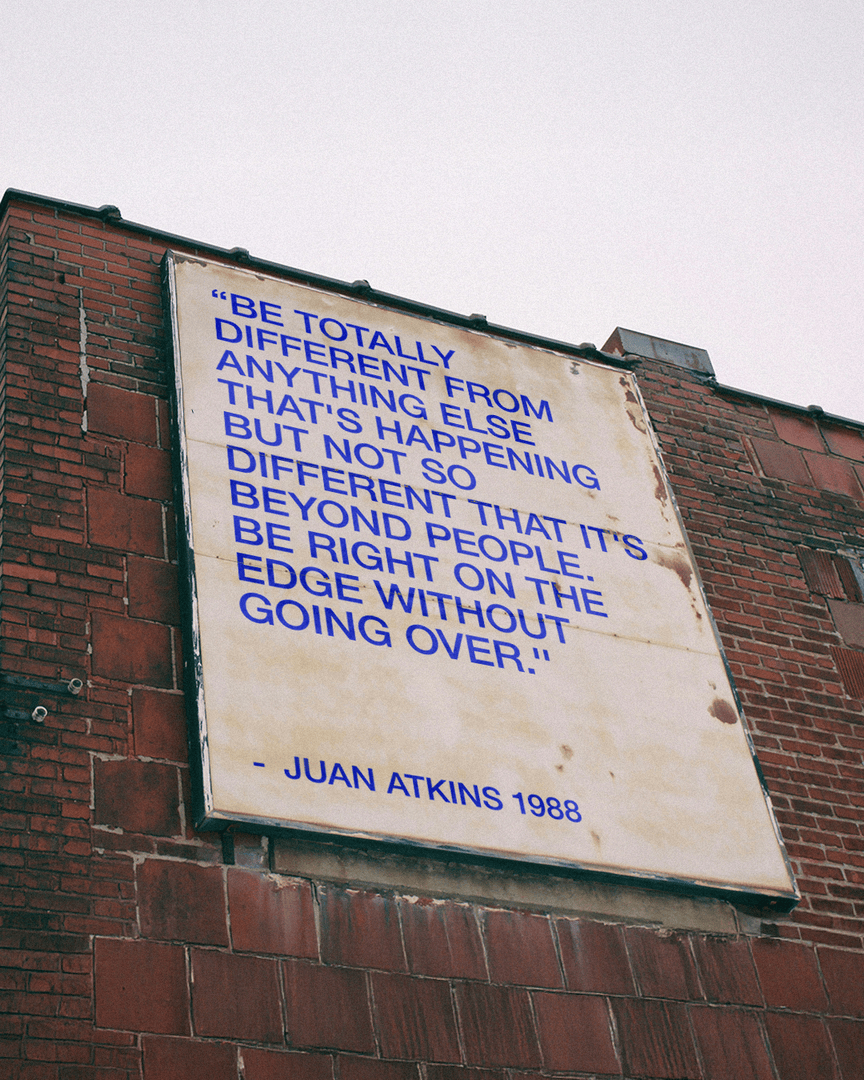 “BE TOTALLY
DIFFERENT FROM
ANYTHING ELSE
THAT'S HAPPENING
BUT NOT SO
DIFFERENT THAT IT'S
BEYOND PEOPLE.
BE RIGHT ON THE
EDGE WITHOUT
GOING OVER."
- JUAN ATKINS 1988